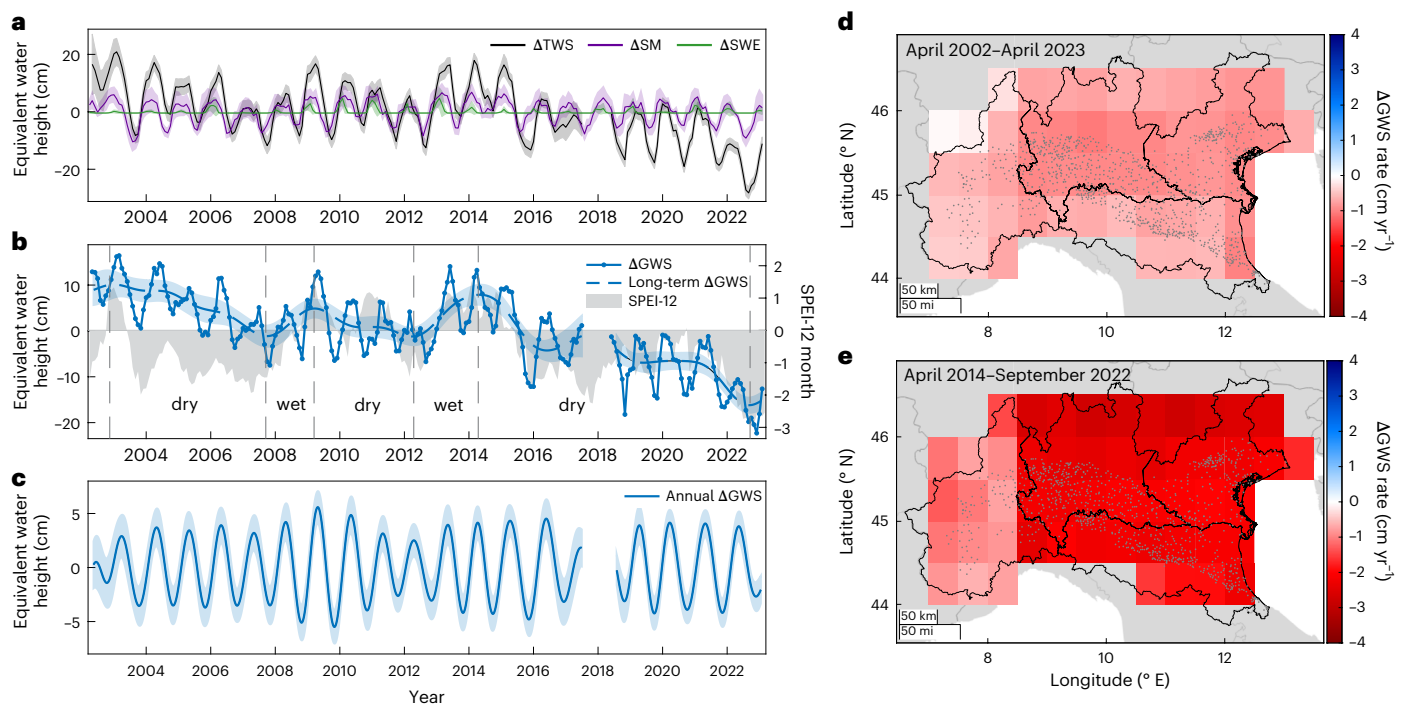 a
ΔTWS
ΔSM
ΔSWE
Equivalent water
height (cm)
20
0
−20
2004
2006
2008
2010
2012
2014
2016
2018
2020
2022
b
ΔGWS
Long-term ΔGWS
SPEI-12
Equivalent water
height (cm)
10
0
−10
−20
2
1
0
−1
−2
−3
SPEI-12 month
dry
wet
dry
wet
dry
2004
2006
2008
2010
2012
2014
2016
2018
2020
2022
c
Annual ΔGWS
Equivalent water
height (cm)
5
0
−5
2004
2006
2008
2010
2012
2014
2016
2018
2020
2022
Year
d
April 2002–April 2023
Latitude (° N)
46
45
44
50 km
50 mi
8
10
12
4
3
2
1
0
−1
−2
−3
−4
ΔGWS rate (cm yr⁻¹)
e
April 2014–September 2022
Latitude (° N)
46
45
44
50 km
50 mi
8
10
12
Longitude (° E)
4
3
2
1
0
−1
−2
−3
−4
ΔGWS rate (cm yr⁻¹)